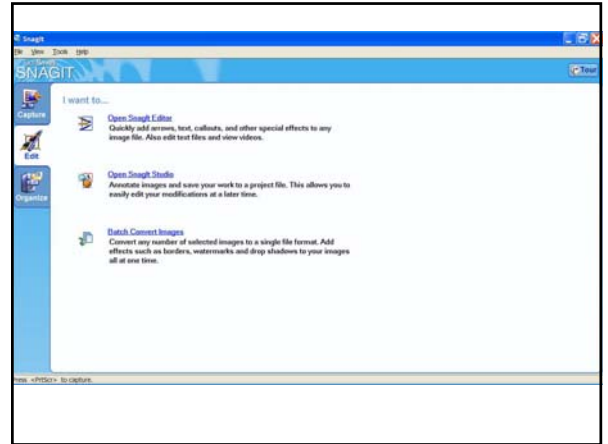 SnagIt
File View Tools Help
SNAGIT
Tour
Capture
Edit
Organize
I want to...
Open SnagIt Editor
Quickly add arrows, text, callouts, and other special effects to any
image file. Also edit text files and view videos.
Open SnagIt Studio
Annotate images and save your work to a project file. This allows you to
easily edit your modifications at a later time.
Batch Convert Images
Convert any number of selected images to a single file format. Add
effects such as borders, watermarks and drop shadows to your images
all at one time.
Press <PrtScr> to capture.